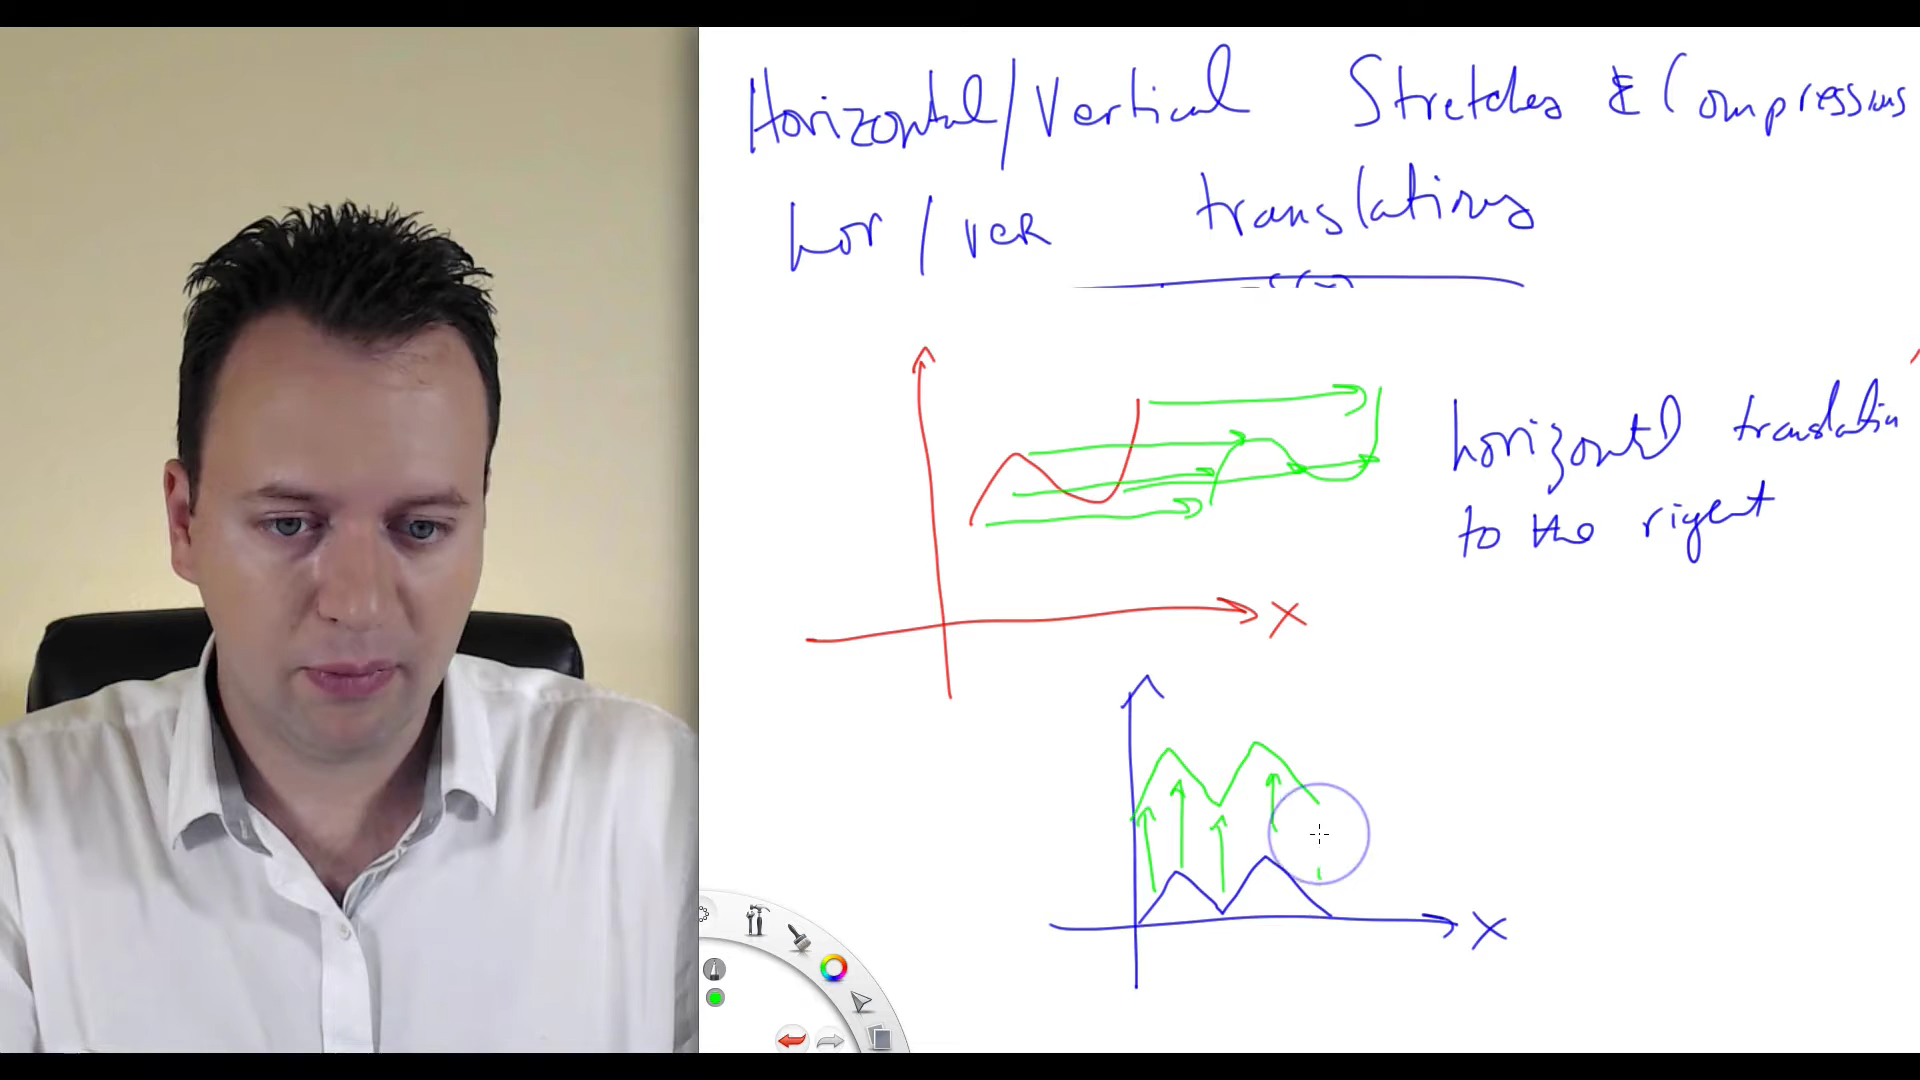 Horizontal/Vertical Stretches & Compressions
hor/ver translations
horizontal translation
to the right
X
X